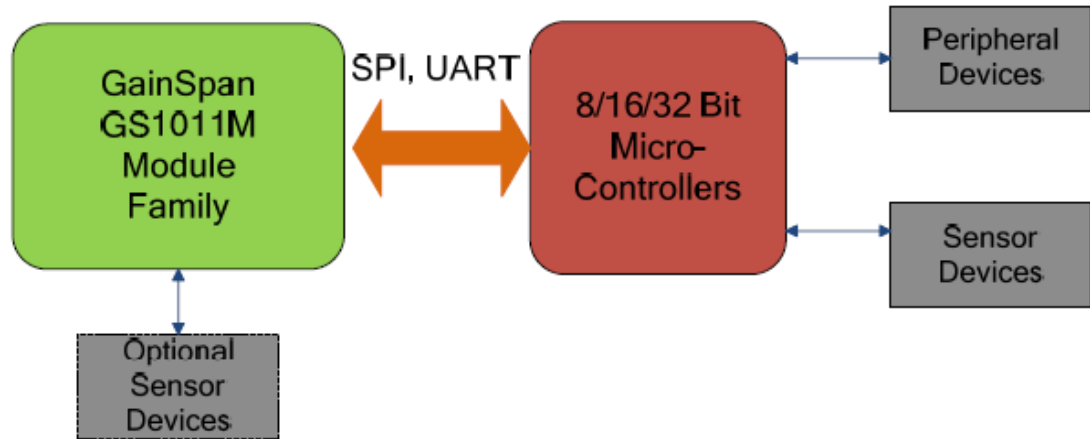 GainSpan
GS1011M
Module
Family
SPI, UART
8/16/32 Bit
Micro-
Controllers
Peripheral
Devices
Sensor
Devices
Optional
Sensor
Devices